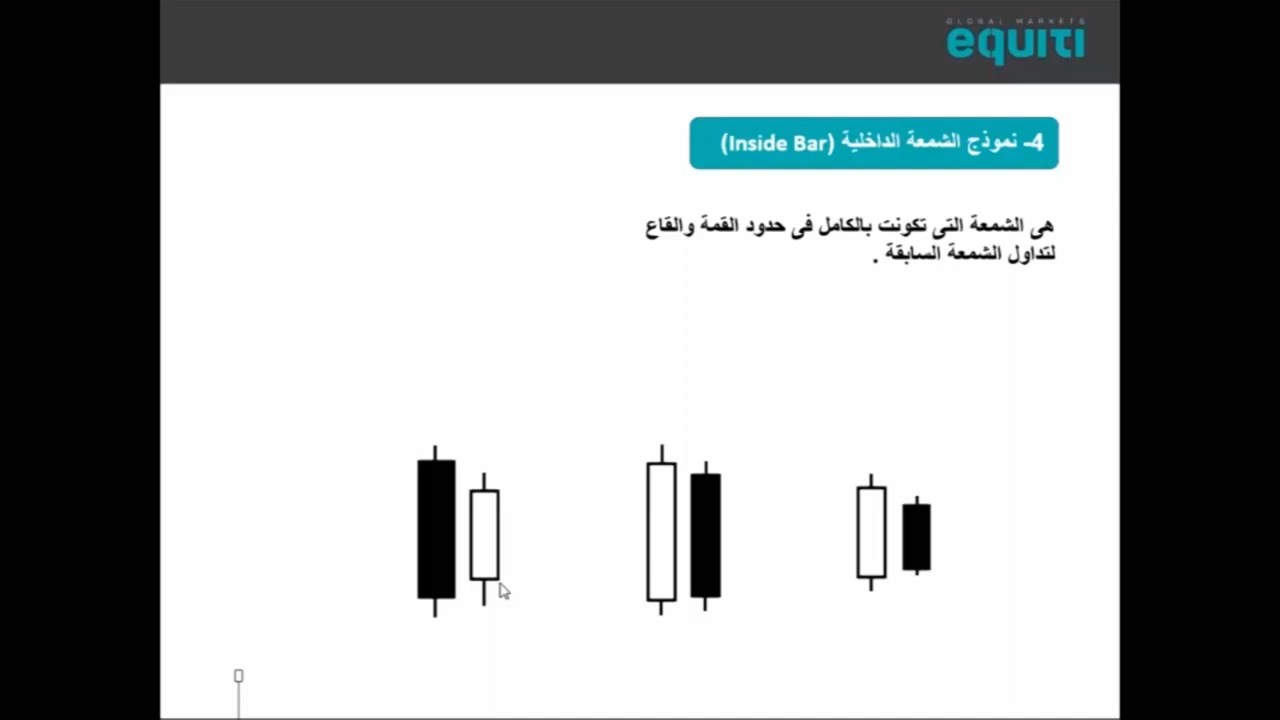 GLOBAL MARKETS
equiti
4- نموذج الشمعة الداخلية (Inside Bar)
هى الشمعة التى تكونت بالكامل فى حدود القمة والقاع
لتداول الشمعة السابقة .